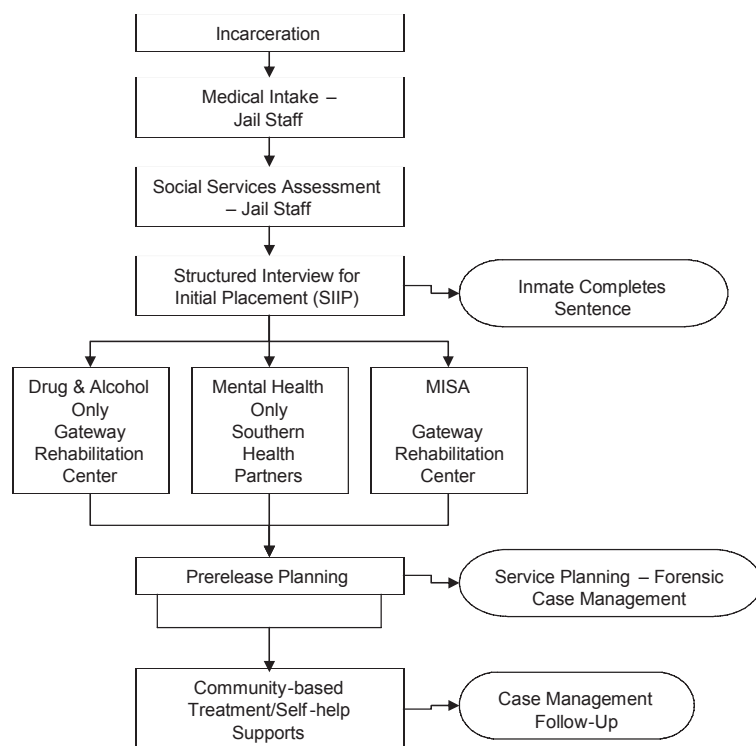 Incarceration
Medical Intake –
Jail Staff
Social Services Assessment
– Jail Staff
Structured Interview for
Initial Placement (SIIP)
Inmate Completes
Sentence
Drug & Alcohol
Only
Gateway
Rehabilitation
Center
Mental Health
Only
Southern
Health
Partners
MISA
Gateway
Rehabilitation
Center
Prerelease Planning
Service Planning – Forensic
Case Management
Community-based
Treatment/Self-help
Supports
Case Management
Follow-Up